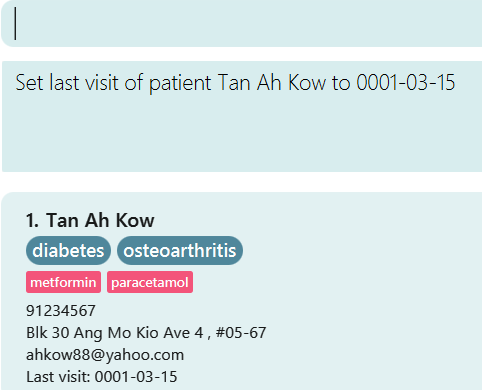 Set last visit of patient Tan Ah Kow to 0001-03-15
1. Tan Ah Kow
diabetes osteoarthritis
metformin paracetamol
91234567
Blk 30 Ang Mo Kio Ave 4 , #05-67
ahkow88@yahoo.com
Last visit: 0001-03-15